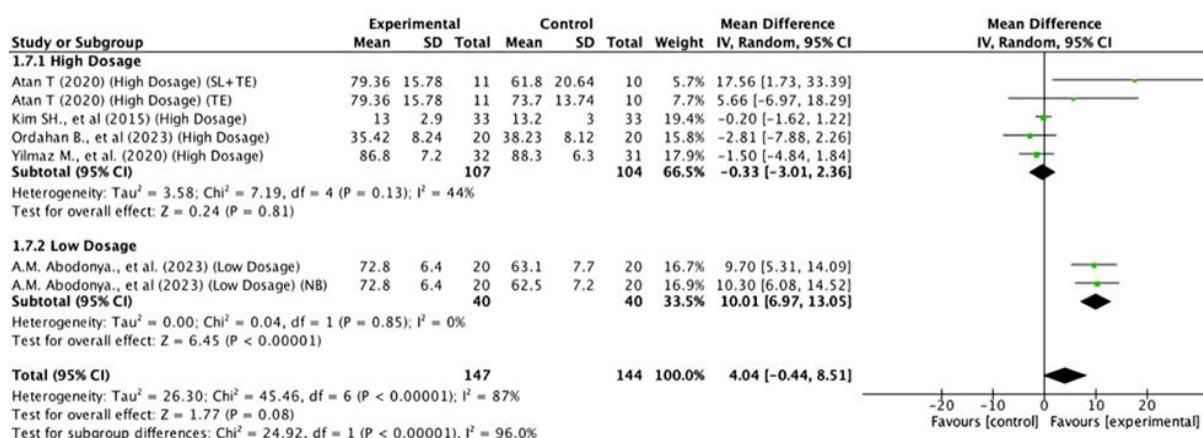 Experimental Control Mean Difference Mean Difference
Study or Subgroup Mean SD Total Mean SD Total Weight IV, Random, 95% CI IV, Random, 95% CI
1.7.1 High Dosage
Atan T (2020) (High Dosage) (SL+TE) 79.36 15.78 11 61.8 20.64 10 5.7% 17.56 [1.73, 33.39]
Atan T (2020) (High Dosage) (TE) 79.36 15.78 11 73.7 13.74 10 7.7% 5.66 [-6.97, 18.29]
Kim SH., et al (2015) (High Dosage) 13 2.9 33 13.2 3 33 19.4% -0.20 [-1.62, 1.22]
Ordahan B., et al (2023) (High Dosage) 35.42 8.24 20 38.23 8.12 20 15.8% -2.81 [-7.88, 2.26]
Yilmaz M., et al. (2020) (High Dosage) 86.8 7.2 32 88.3 6.3 31 17.9% -1.50 [-4.84, 1.84]
Subtotal (95% CI) 107 104 66.5% -0.33 [-3.01, 2.36]
Heterogeneity: Tau² = 3.58; Chi² = 7.19, df = 4 (P = 0.13); I² = 44%
Test for overall effect: Z = 0.24 (P = 0.81)
1.7.2 Low Dosage
A.M. Abodonya., et al. (2023) (Low Dosage) 72.8 6.4 20 63.1 7.7 20 16.7% 9.70 [5.31, 14.09]
A.M. Abodonya., et al (2023) (Low Dosage) (NB) 72.8 6.4 20 62.5 7.2 20 16.9% 10.30 [6.08, 14.52]
Subtotal (95% CI) 40 40 33.5% 10.01 [6.97, 13.05]
Heterogeneity: Tau² = 0.00; Chi² = 0.04, df = 1 (P = 0.85); I² = 0%
Test for overall effect: Z = 6.45 (P < 0.00001)
Total (95% CI) 147 144 100.0% 4.04 [-0.44, 8.51]
Heterogeneity: Tau² = 26.30; Chi² = 45.46, df = 6 (P < 0.00001); I² = 87%
Test for overall effect: Z = 1.77 (P = 0.08)
Test for subgroup differences: Chi² = 24.92, df = 1 (P < 0.00001), I² = 96.0%
-20 -10 0 10 20
Favours [control] Favours [experimental]